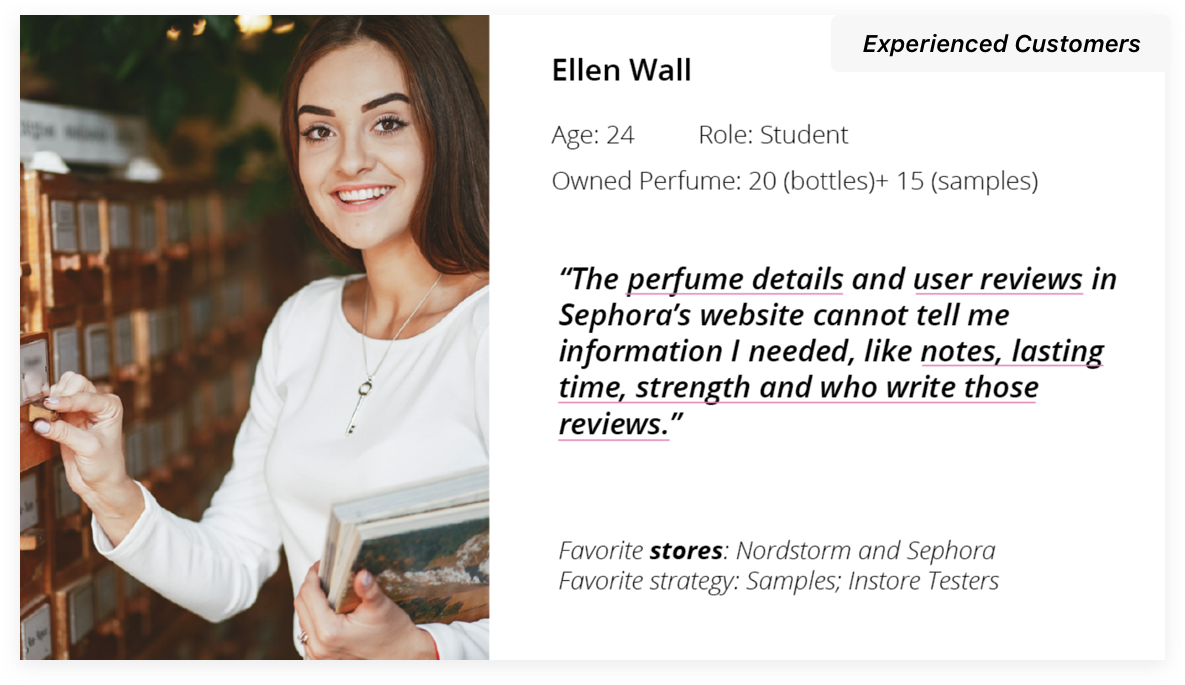 Experienced Customers
Ellen Wall
Age: 24 Role: Student
Owned Perfume: 20 (bottles)+ 15 (samples)
“The perfume details and user reviews in
Sephora’s website cannot tell me
information I needed, like notes, lasting
time, strength and who write those
reviews.”
Favorite stores: Nordstorm and Sephora
Favorite strategy: Samples; Instore Testers